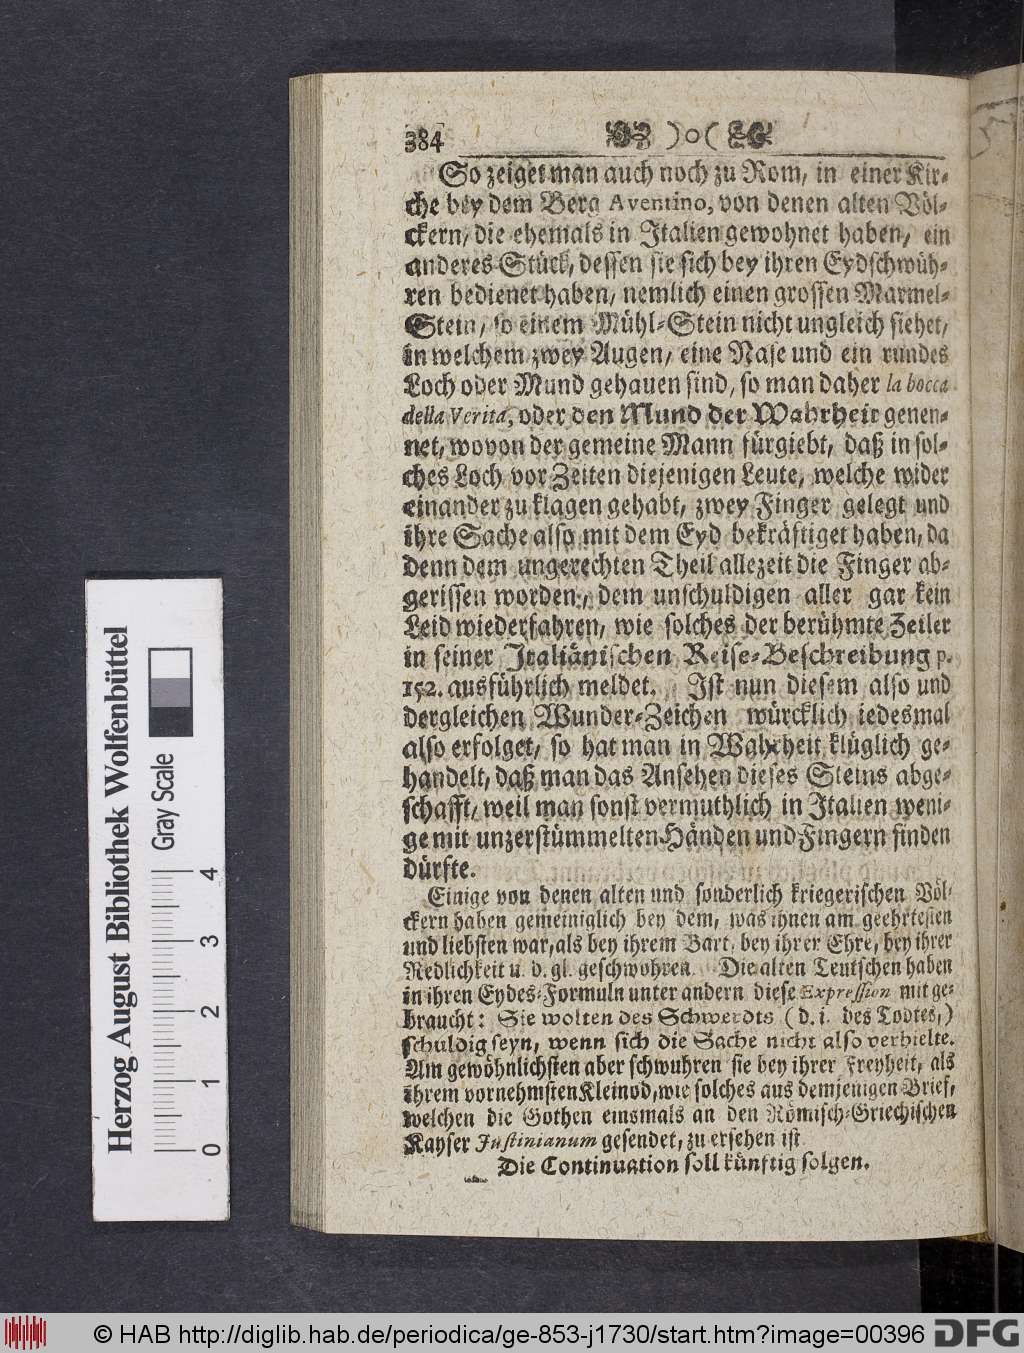 384 )o(
So zeiget man auch noch zu Rom, in einer Kir-
che bey dem Berg Aventino, von denen alten Völ-
ckern, die ehemals in Italien gewohnet haben, ein
anderes Stück, dessen sie sich bey ihren Eydschwüh-
ren bedienet haben, nemlich einen grossen Marmel-
Stein, so einem Mühl-Stein nicht ungleich siehet,
in welchem zwey Augen, eine Nase und ein rundes
Loch oder Mund gehauen sind, so man daher la bocca
della Verita, oder den Mund der Wahrheit genen-
net, wovon der gemeine Mann fürgiebt, daß in sol-
ches Loch vor Zeiten diejenigen Leute, welche wider
einander zu klagen gehabt, zwey Finger gelegt und
ihre Sache also mit dem Eyd bekräftiget haben, da
denn dem ungerechten Theil allezeit die Finger ab-
gerissen worden, dem unschuldigen aller gar kein
Leid wiederfahren, wie solches der berühmte Zeiler
in seiner Italiänischen Reise-Beschreibung p.
152. ausführlich meldet. Ist nun diesem also und
dergleichen Wunder-Zeichen würcklich iedesmal
also erfolget, so hat man in Wahrheit klüglich ge-
handelt, daß man das Ansehen dieses Steins abge-
schafft, weil man sonst vermuthlich in Italien weni-
ge mit unzerstümmelten Händen und Fingern finden
dürfte.
Einige von denen alten und sonderlich kriegerischen Völ-
ckern haben gemeiniglich bey dem, was ihnen am geehrtesten
und liebsten war, als bey ihrem Bart, bey ihrer Ehre, bey ihrer
Redlichkeit u. d. gl. geschwohren. Die alten Teutschen haben
in ihren Eydes-Formuln unter andern diese Expression mit ge-
braucht: Sie wolten des Schwerdts (d. i. des Todtes,)
schuldig seyn, wenn sich die Sache nicht also verhielte.
Am gewöhnlichsten aber schwuhren sie bey ihrer Freyheit, als
ihrem vornehmsten Kleinod, wie solches aus demjenigen Brief,
welchen die Gothen einsmals an den Römisch-Griechischen
Kayser Justinianum gesendet, zu ersehen ist.
Die Continuation soll künftig folgen.
Herzog August Bibliothek Wolfenbüttel
Gray Scale
0 1 2 3 4
© HAB http://diglib.hab.de/periodica/ge-853-j1730/start.htm?image=00396 DFG